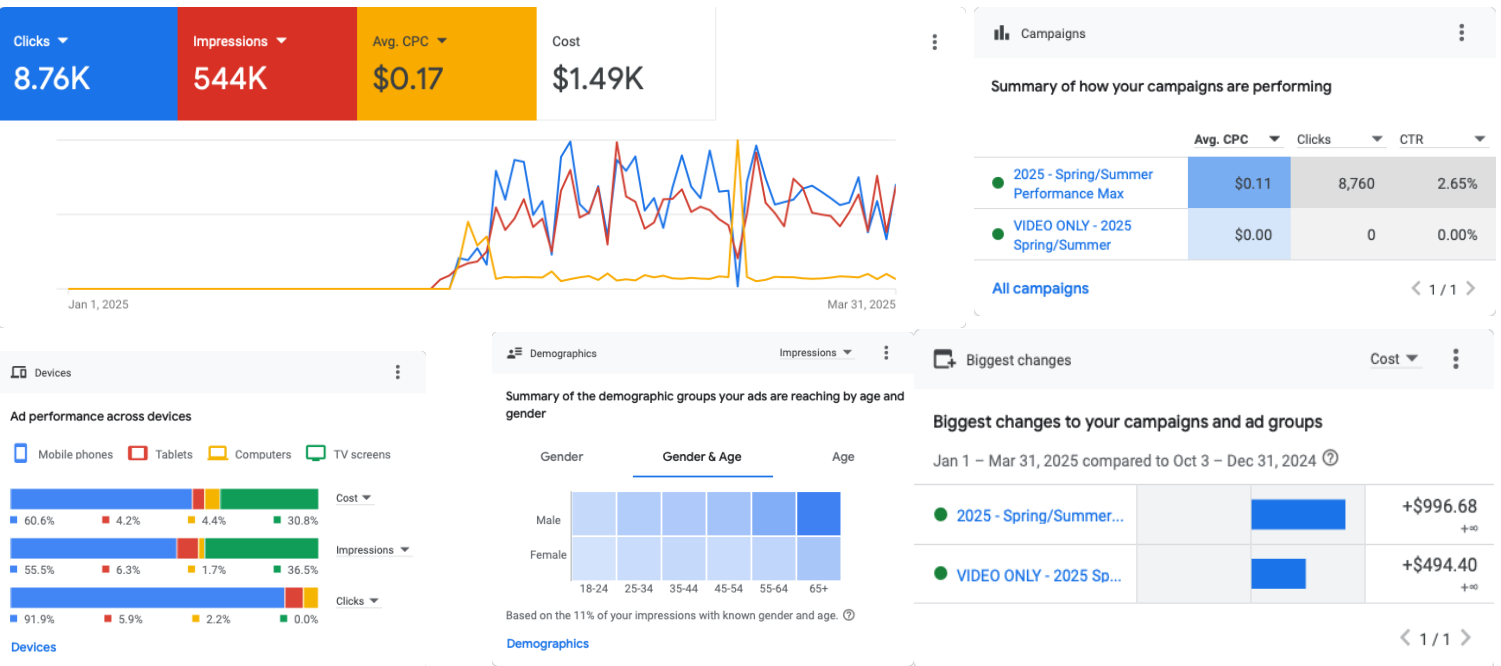 Clicks
8.76K
Impressions
544K
Avg. CPC
$0.17
Cost
$1.49K
Jan 1, 2025
Mar 31, 2025
Campaigns
Summary of how your campaigns are performing
Avg. CPC Clicks CTR
2025 - Spring/Summer
Performance Max
$0.11 8,760 2.65%
VIDEO ONLY - 2025
Spring/Summer
$0.00 0 0.00%
All campaigns
1 / 1
Devices
Ad performance across devices
Mobile phones Tablets Computers TV screens
Cost
60.6% 4.2% 4.4% 30.8%
Impressions
55.5% 6.3% 1.7% 36.5%
Clicks
91.9% 5.9% 2.2% 0.0%
Devices
Demographics
Impressions
Summary of the demographic groups your ads are reaching by age and
gender
Gender Gender & Age Age
Male
Female
18-24 25-34 35-44 45-54 55-64 65+
Based on the 11% of your impressions with known gender and age.
Demographics
Biggest changes
Cost
Biggest changes to your campaigns and ad groups
Jan 1 – Mar 31, 2025 compared to Oct 3 – Dec 31, 2024
2025 - Spring/Summer...
+$996.68
+∞
VIDEO ONLY - 2025 Sp...
+$494.40
+∞
1 / 1